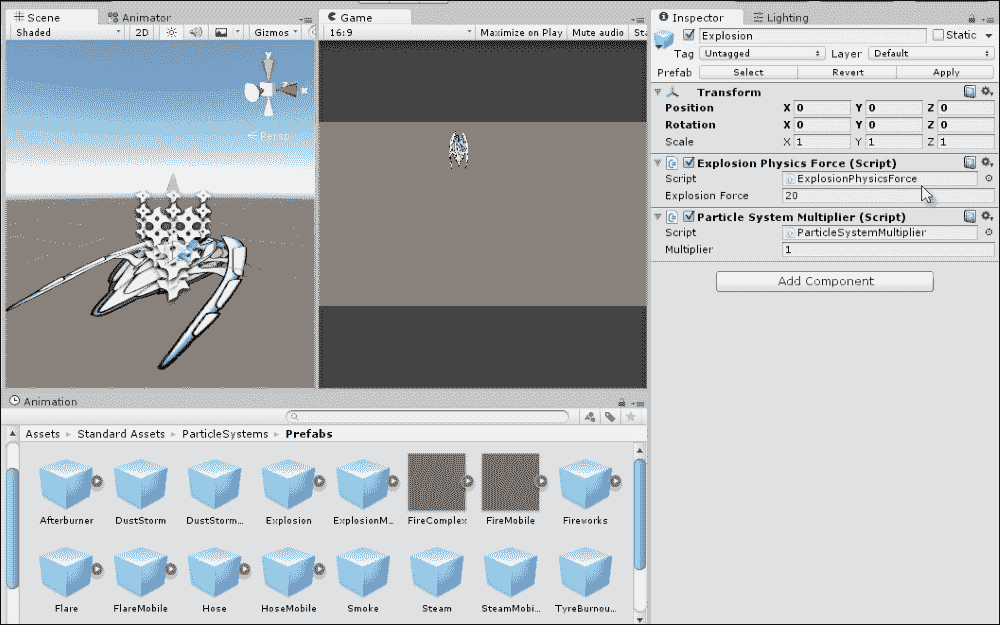 Scene Animator
Shaded 2D Gizmos
y
x
Persp
Game
16:9 Maximize on Play Mute audio Sta
Inspector Lighting
Explosion Static
Tag Untagged Layer Default
Prefab Select Revert Apply
Transform
Position X 0 Y 0 Z 0
Rotation X 0 Y 0 Z 0
Scale X 1 Y 1 Z 1
Explosion Physics Force (Script)
Script ExplosionPhysicsForce
Explosion Force 20
Particle System Multiplier (Script)
Script ParticleSystemMultiplier
Multiplier 1
Add Component
Animation
Assets Standard Assets ParticleSystems Prefabs
Afterburner DustStorm DustStorm... Explosion ExplosionM... FireComplex FireMobile Fireworks
Flare FlareMobile Hose HoseMobile Smoke Steam SteamMobi... TyreBurnou...